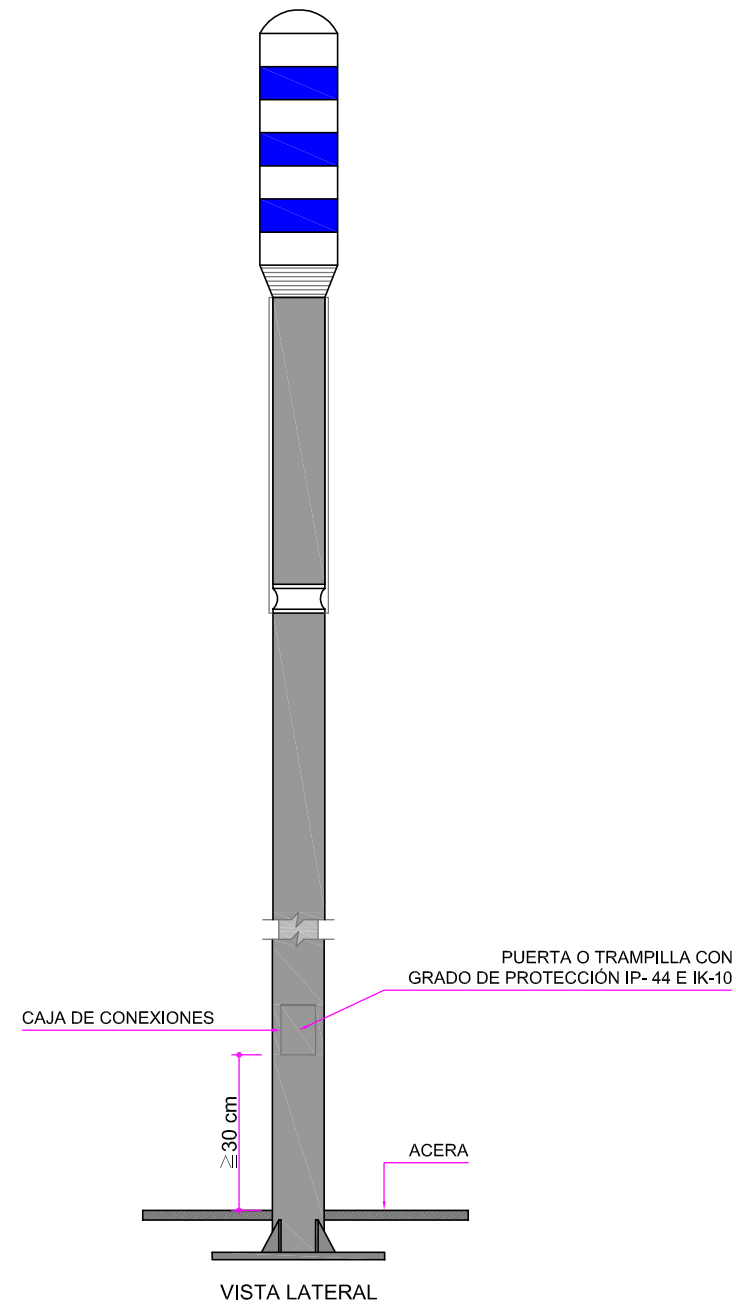 PUERTA O TRAMPILLA CON
GRADO DE PROTECCIÓN IP- 44 E IK-10
CAJA DE CONEXIONES
≥30 cm
ACERA
VISTA LATERAL